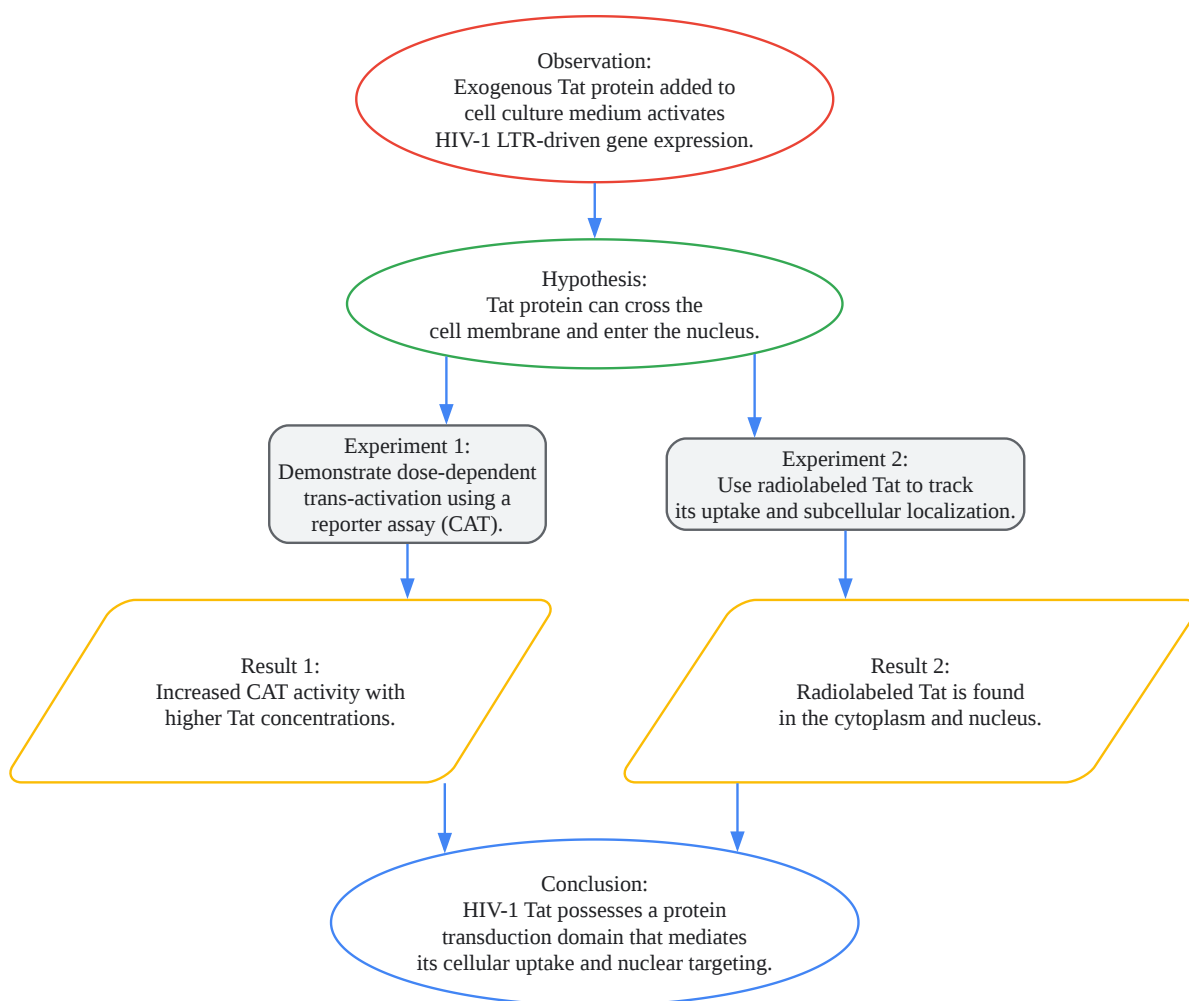 Observation:
Exogenous Tat protein added to
cell culture medium activates
HIV-1 LTR-driven gene expression.
Hypothesis:
Tat protein can cross the
cell membrane and enter the nucleus.
Experiment 1:
Demonstrate dose-dependent
trans-activation using a
reporter assay (CAT).
Experiment 2:
Use radiolabeled Tat to track
its uptake and subcellular localization.
Result 1:
Increased CAT activity with
higher Tat concentrations.
Result 2:
Radiolabeled Tat is found
in the cytoplasm and nucleus.
Conclusion:
HIV-1 Tat possesses a protein
transduction domain that mediates
its cellular uptake and nuclear targeting.